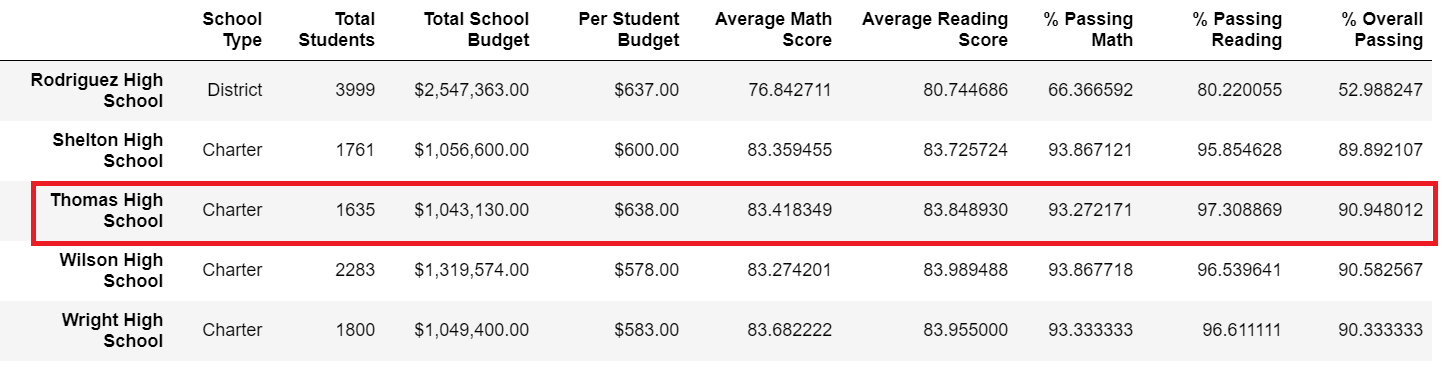 School Type Total Students Total School Budget Per Student Budget Average Math Score Average Reading Score % Passing Math % Passing Reading % Overall Passing
Rodriguez High School District 3999 $2,547,363.00 $637.00 76.842711 80.744686 66.366592 80.220055 52.988247
Shelton High School Charter 1761 $1,056,600.00 $600.00 83.359455 83.725724 93.867121 95.854628 89.892107
Thomas High School Charter 1635 $1,043,130.00 $638.00 83.418349 83.848930 93.272171 97.308869 90.948012
Wilson High School Charter 2283 $1,319,574.00 $578.00 83.274201 83.989488 93.867718 96.539641 90.582567
Wright High School Charter 1800 $1,049,400.00 $583.00 83.682222 83.955000 93.333333 96.611111 90.333333